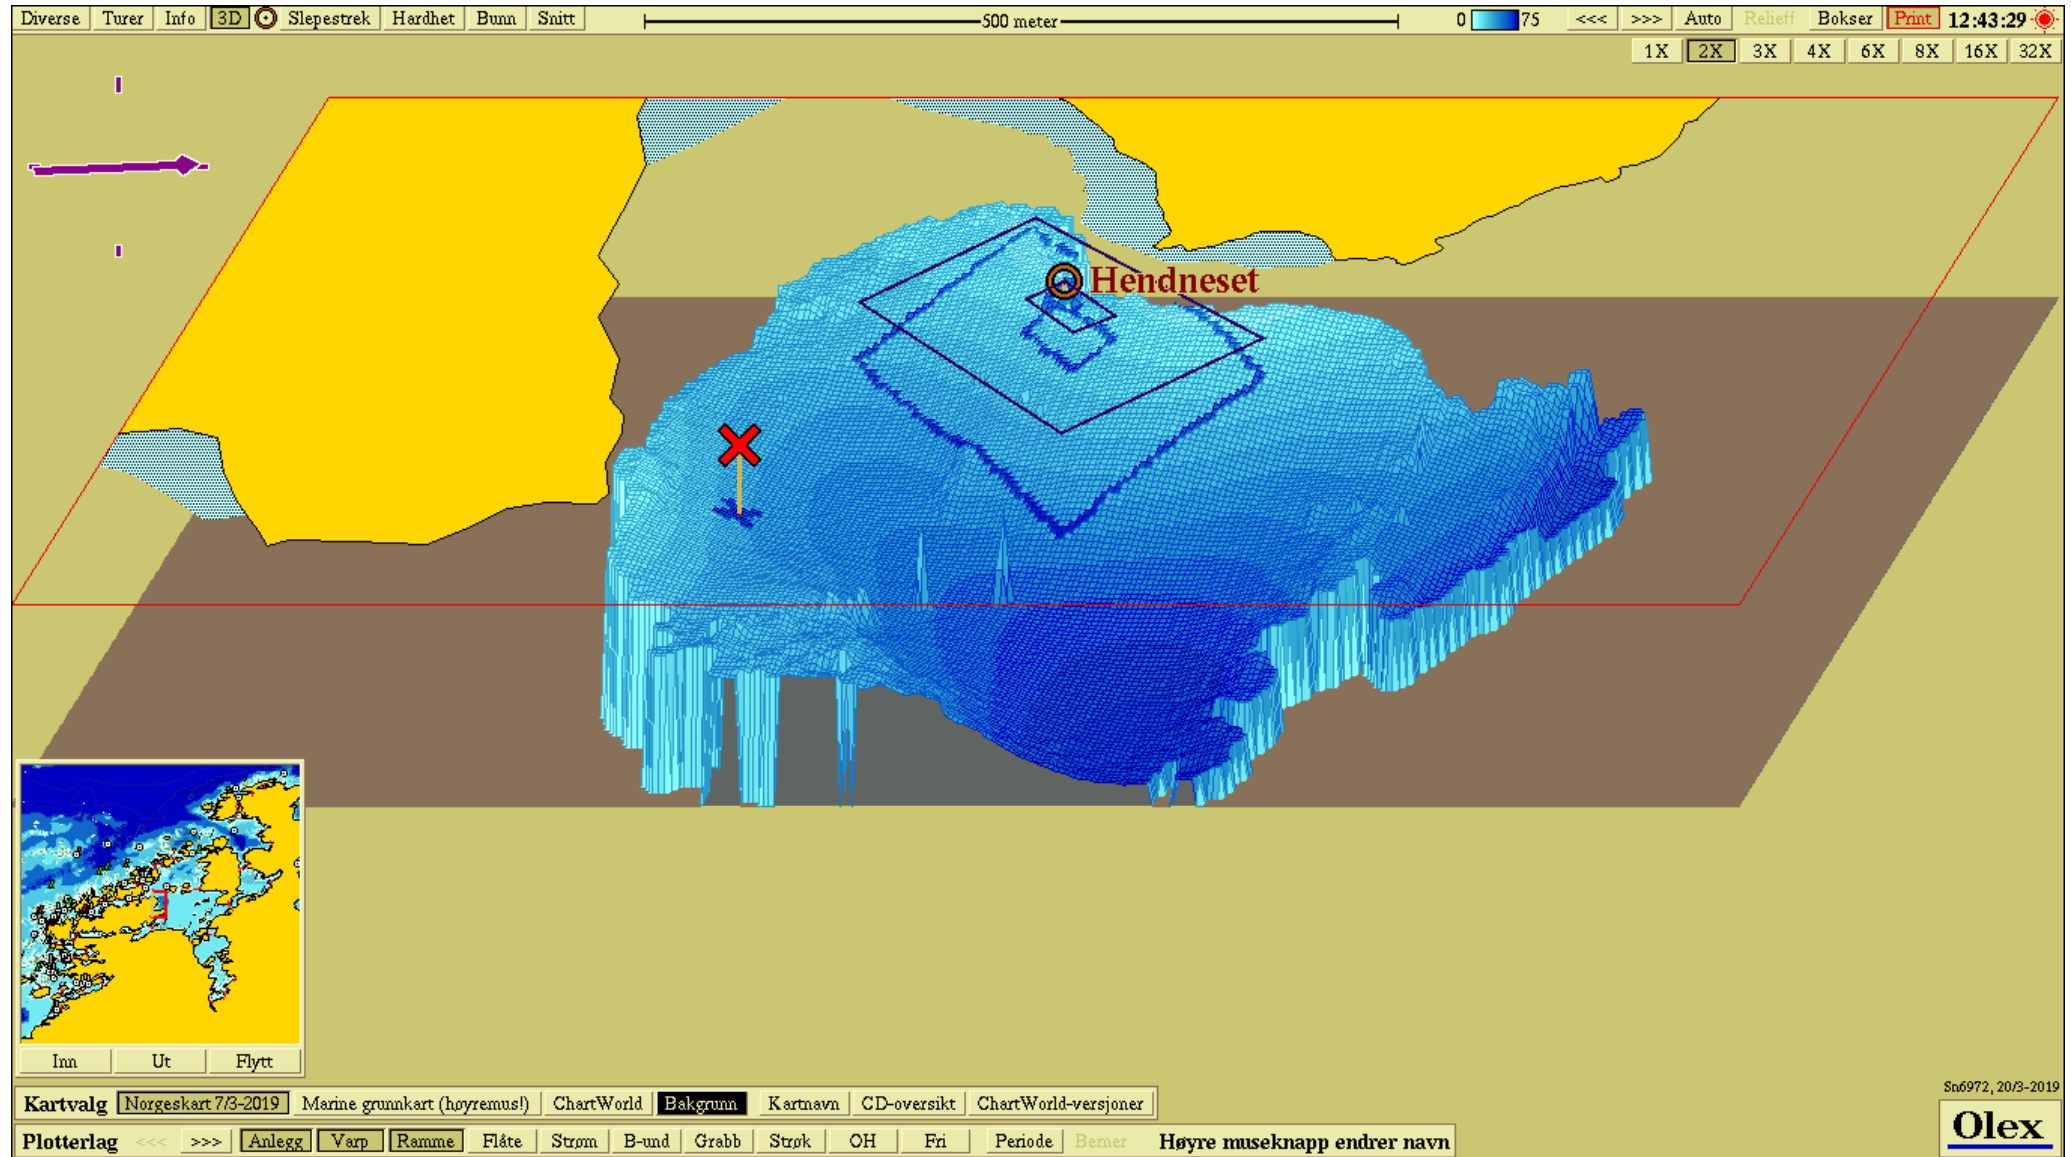 Diverse Turer Info 3D Slepestrek Hardhet Bunn Snitt 500 meter 0 75 <<< >>> Auto Relieff Bokser Print 12:43:29
1X 2X 3X 4X 6X 8X 16X 32X
Hendneset
Inn Ut Flytt
Sn6972, 20/3-2019
Kartvalg Norgeskart 7/3-2019 Marine grunnkart (høyremus!) ChartWorld Bakgrunn Kartnavn CD-oversikt ChartWorld-versjoner
Olex
Plotterlag <<< >>> Anlegg Varp Ramme Flåte Strøm B-und Grabb Strøk OH Fri Periode Berner Høyre museknapp endrer navn